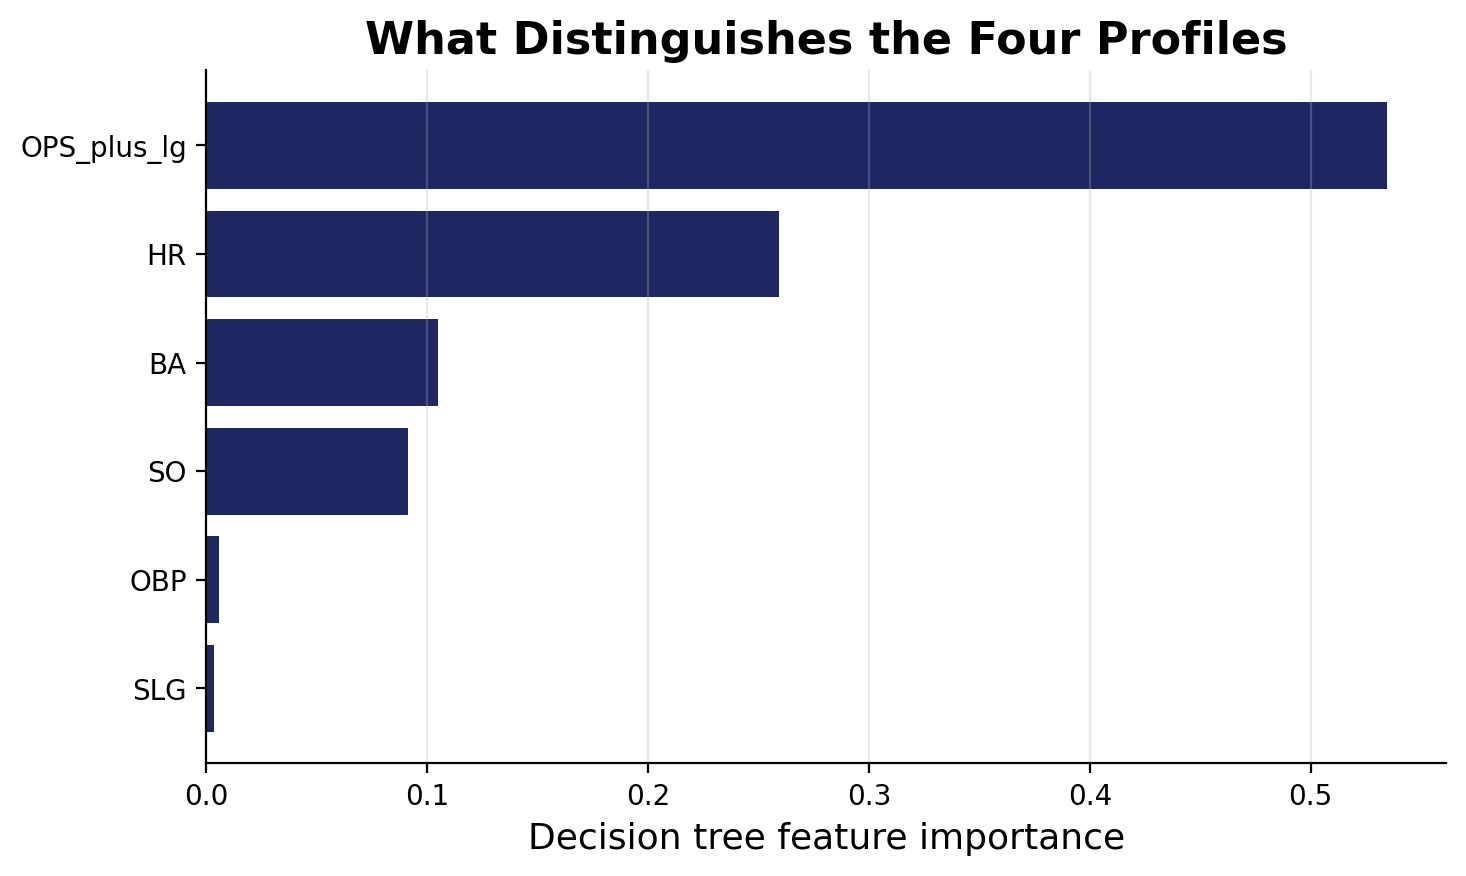 What Distinguishes the Four Profiles
OPS_plus_lg
HR
BA
SO
OBP
SLG
0.0 0.1 0.2 0.3 0.4 0.5
Decision tree feature importance